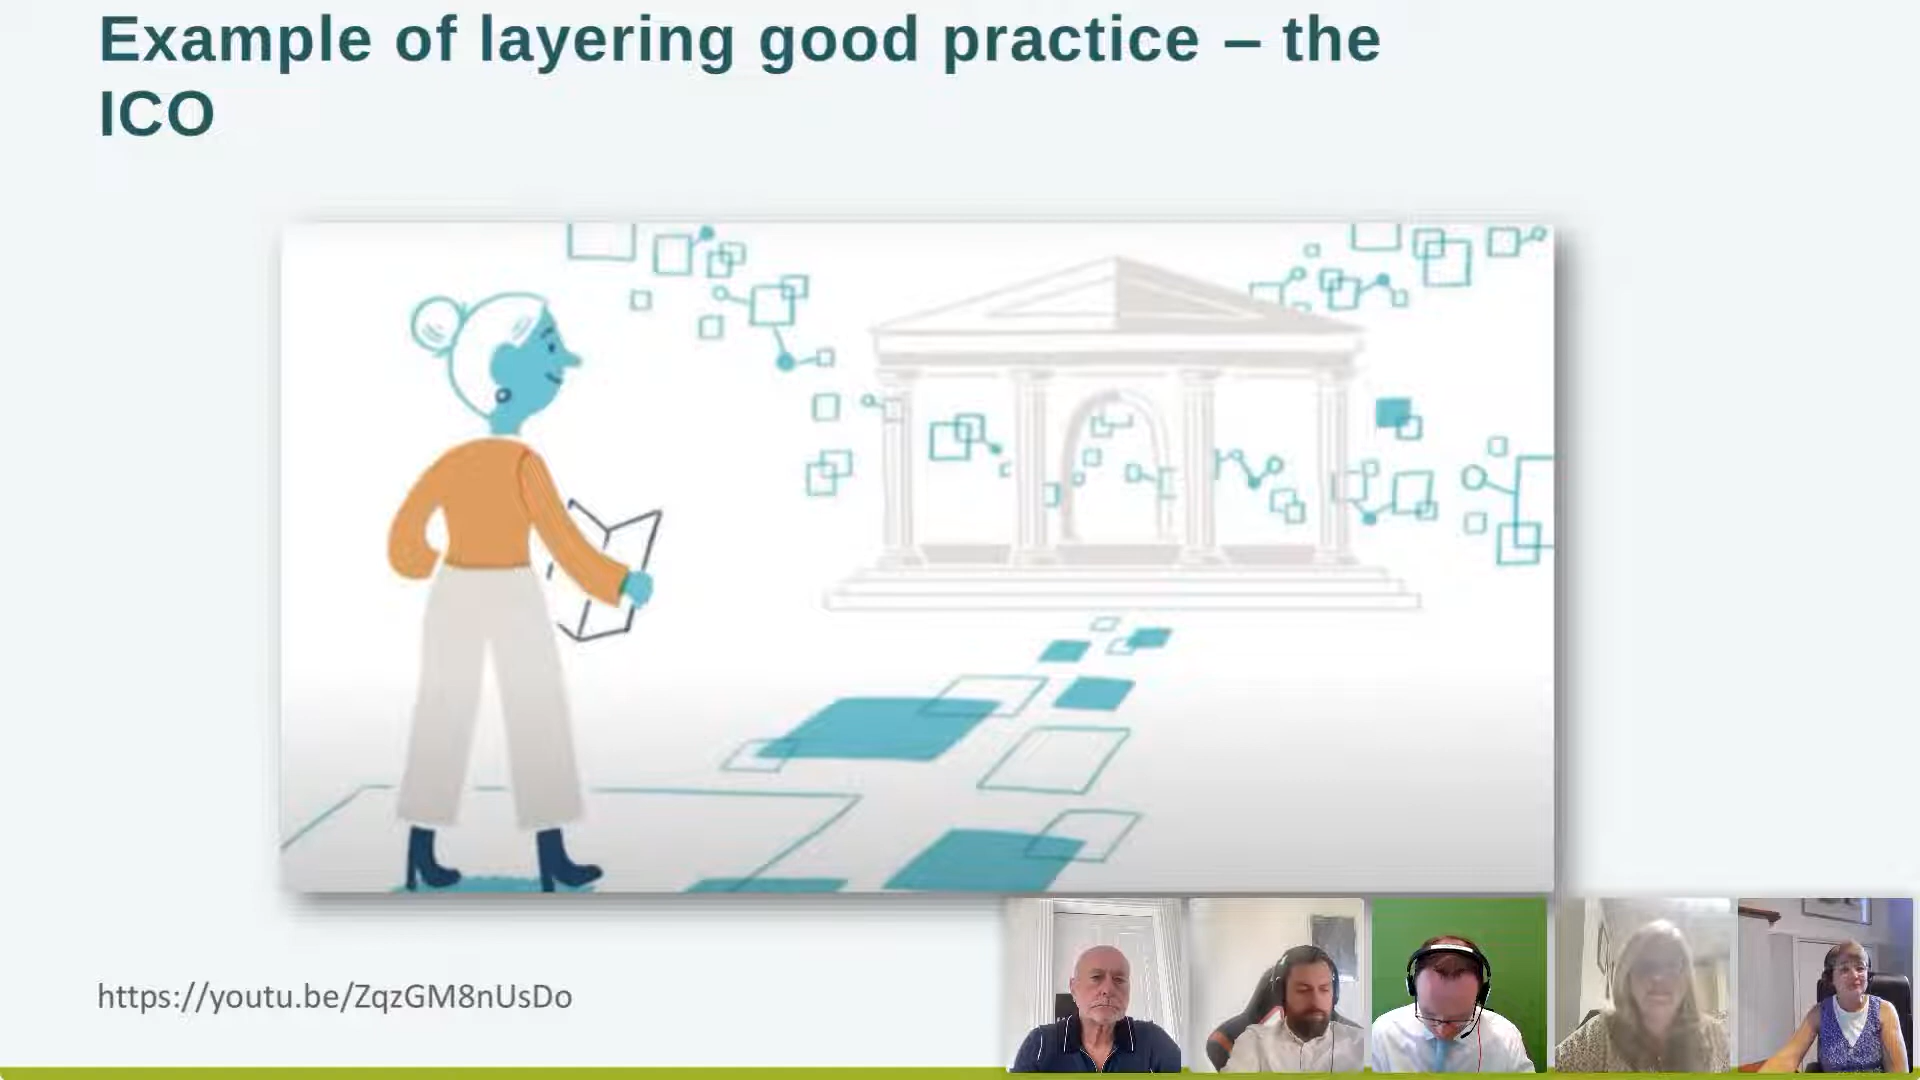 Example of layering good practice – the
ICO
https://youtu.be/ZqzGM8nUsDo